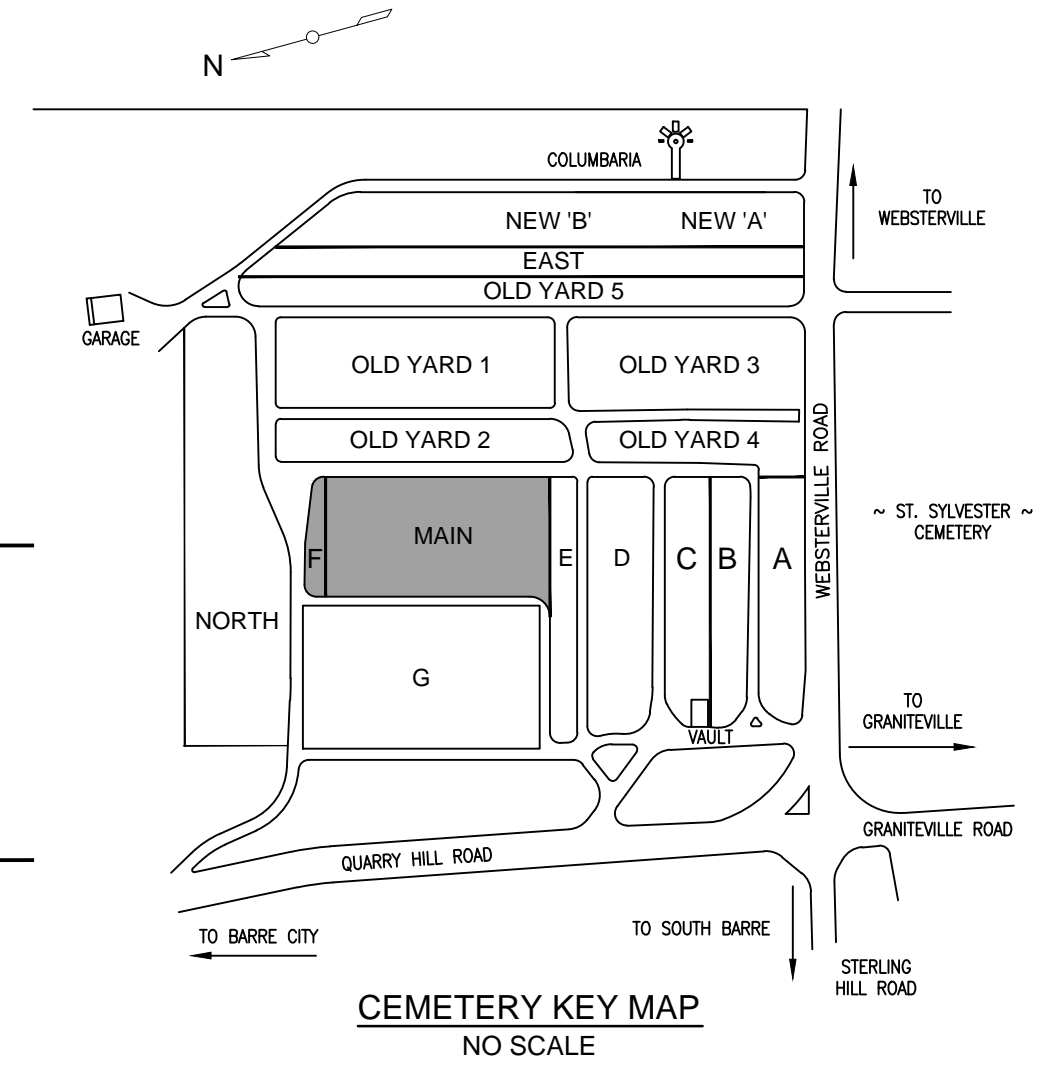 N
COLUMBARIA
TO
WEBSTERVILLE
NEW 'B'
NEW 'A'
EAST
OLD YARD 5
GARAGE
OLD YARD 1
OLD YARD 3
OLD YARD 2
OLD YARD 4
WEBSTERVILLE ROAD
~ ST. SYLVESTER ~
CEMETERY
F
MAIN
E
D
C
B
A
NORTH
G
TO
GRANITEVILLE
VAULT
GRANITEVILLE ROAD
QUARRY HILL ROAD
TO BARRE CITY
TO SOUTH BARRE
STERLING
HILL ROAD
CEMETERY KEY MAP
NO SCALE